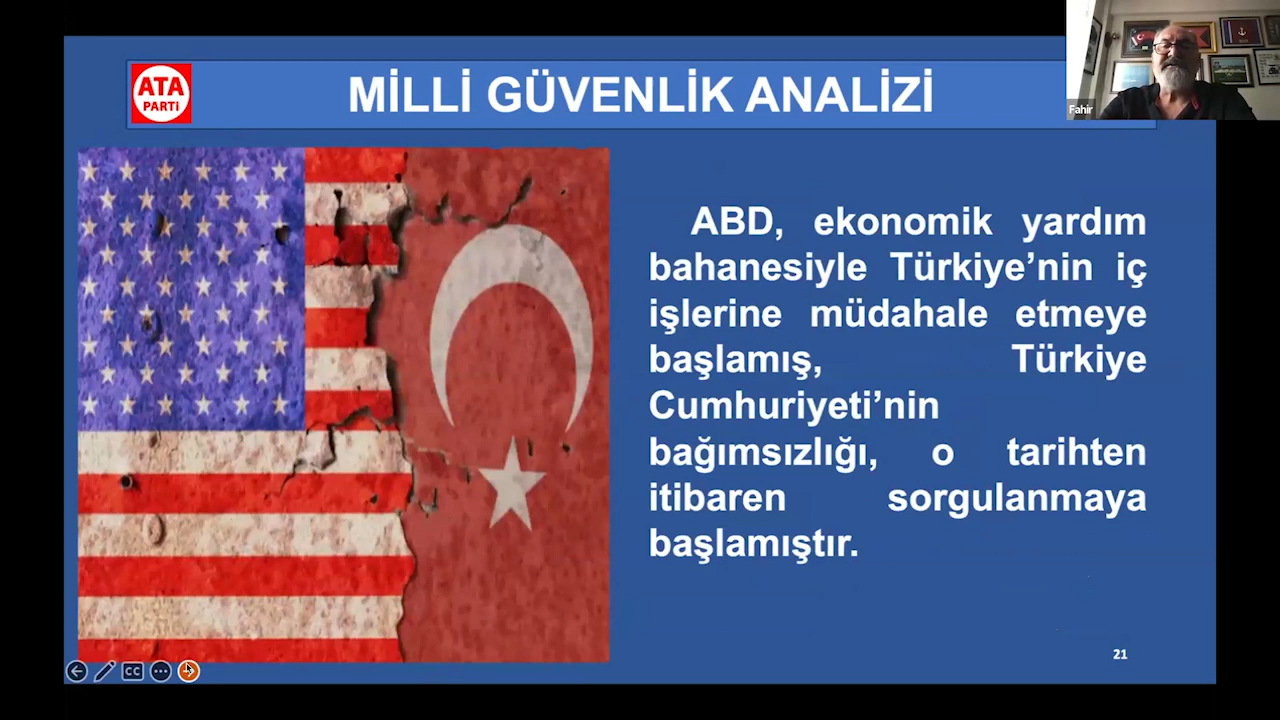 ATA
PARTİ
MİLLİ GÜVENLİK ANALİZİ
Fahir
ABD, ekonomik yardım
bahanesiyle Türkiye’nin iç
işlerine müdahale etmeye
başlamış, Türkiye
Cumhuriyeti’nin
bağımsızlığı, o tarihten
itibaren sorgulanmaya
başlamıştır.
21
CC